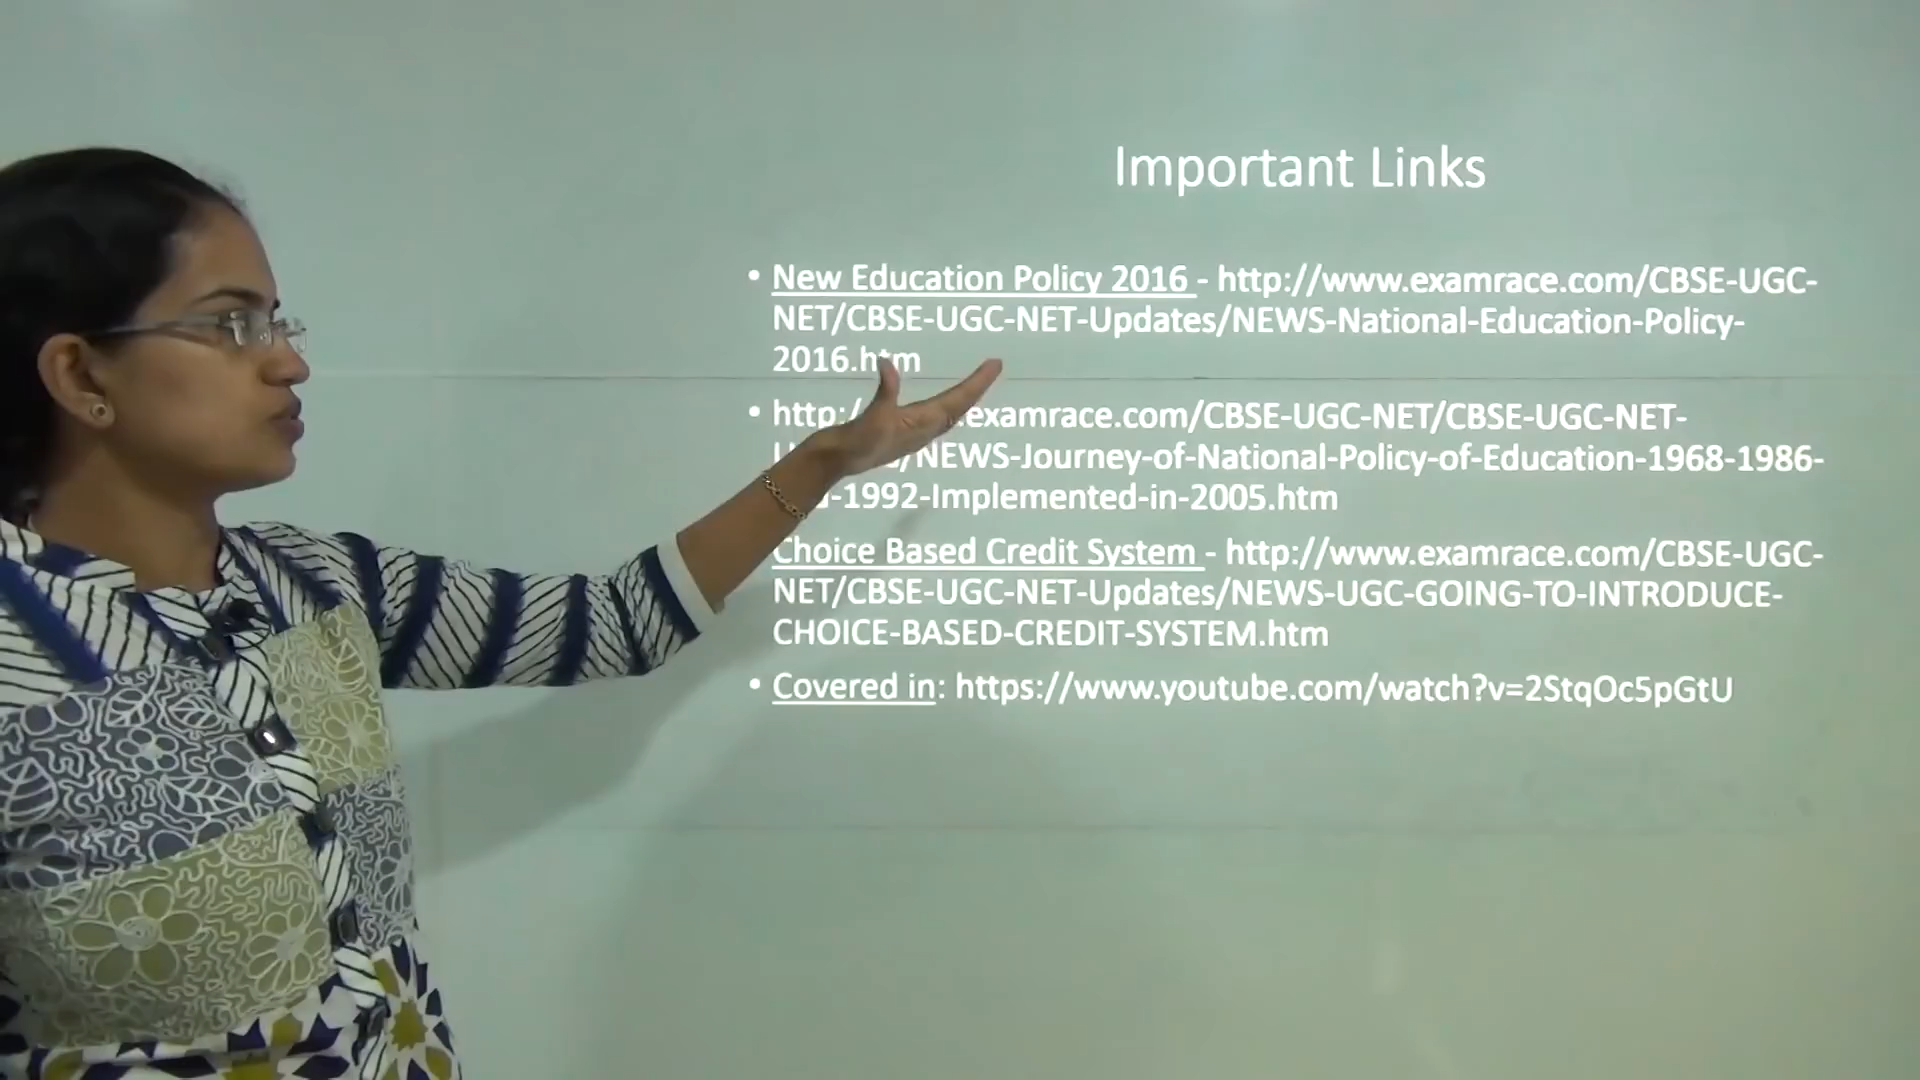 Important Links
• New Education Policy 2016 - http://www.examrace.com/CBSE-UGC-
NET/CBSE-UGC-NET-Updates/NEWS-National-Education-Policy-
2016.htm
• http:/ .examrace.com/CBSE-UGC-NET/CBSE-UGC-NET-
/NEWS-Journey-of-National-Policy-of-Education-1968-1986-
-1992-Implemented-in-2005.htm
Choice Based Credit System - http://www.examrace.com/CBSE-UGC-
NET/CBSE-UGC-NET-Updates/NEWS-UGC-GOING-TO-INTRODUCE-
CHOICE-BASED-CREDIT-SYSTEM.htm
• Covered in: https://www.youtube.com/watch?v=2StqOc5pGtU